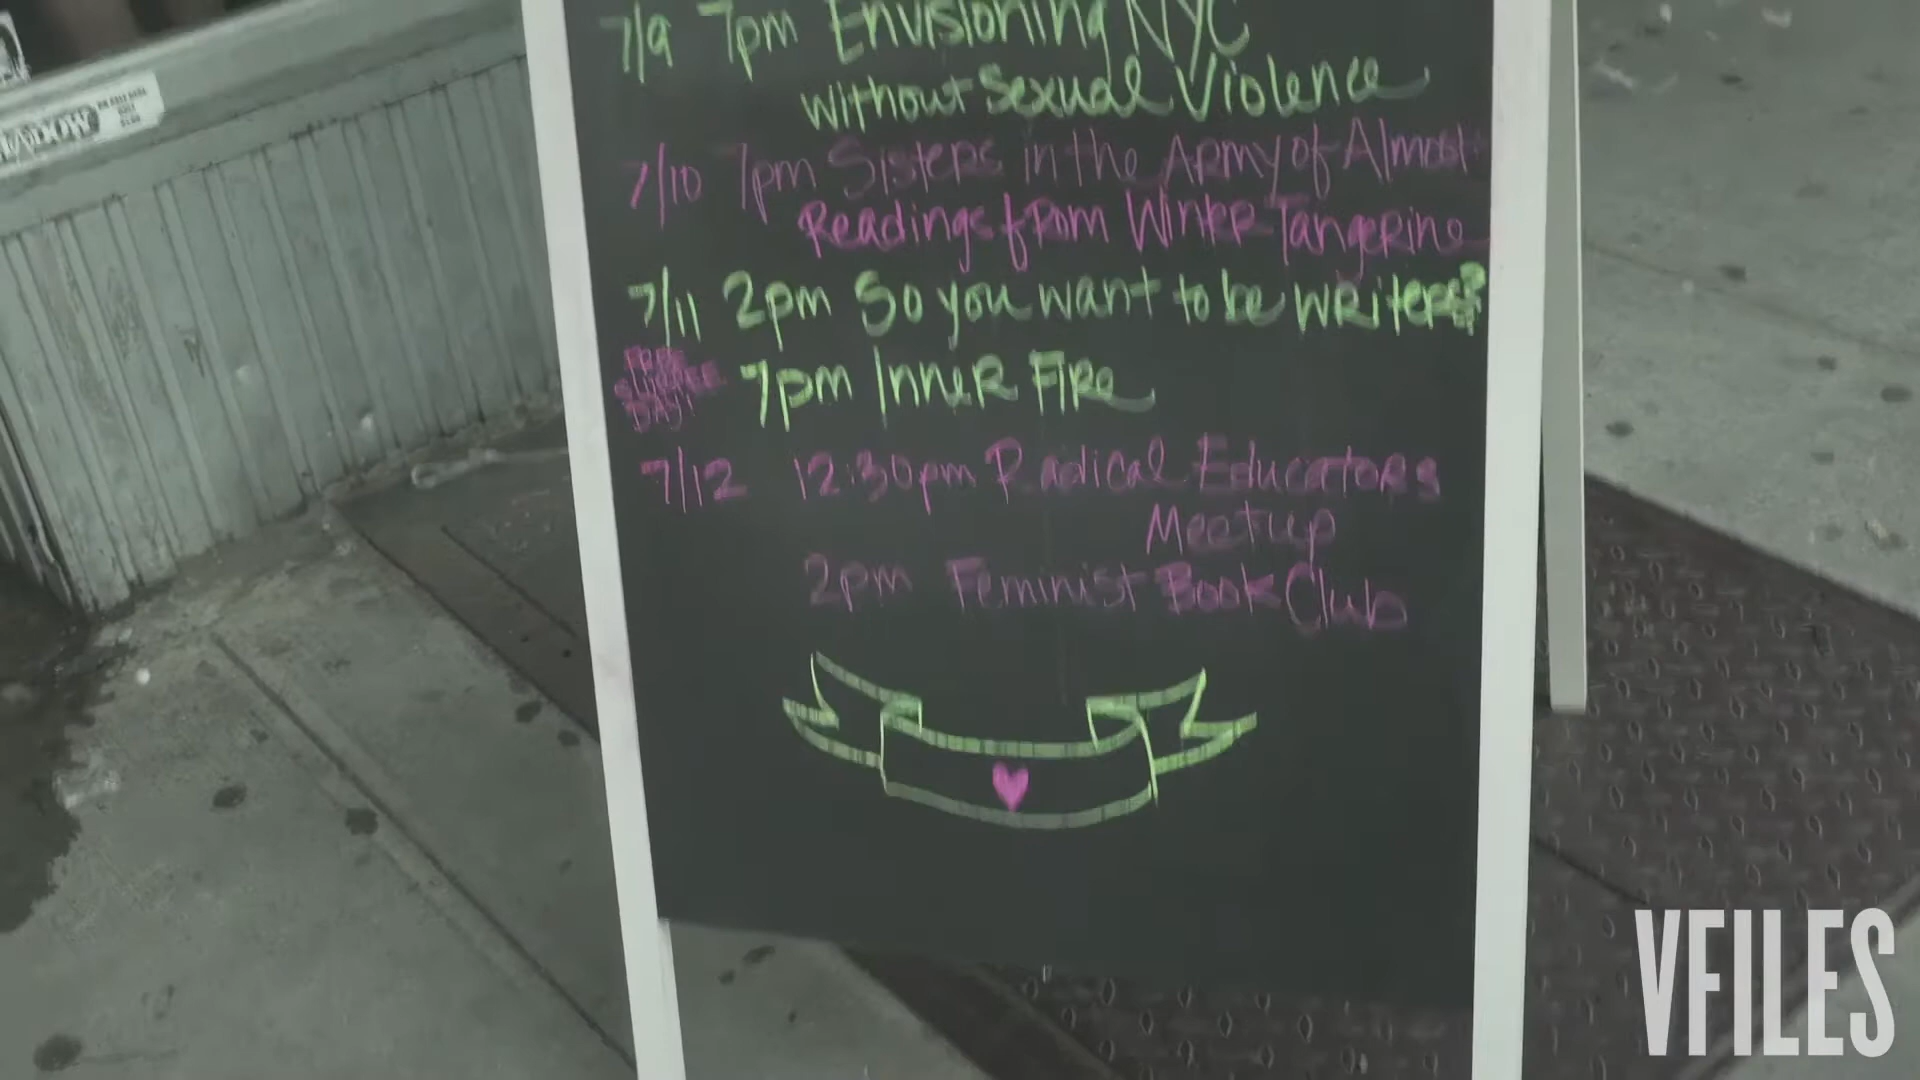 7/9 7pm Envisioning NYC
without Sexual Violence
7/10 7pm Sisters in the Army of Almost
Readings from Winter Tangerine
7/11 2pm So you want to be writers?
FREE
SLURPEE
DAY!
7pm Inner Fire
7/12 12:30pm Radical Educators
Meetup
2pm Feminist Book Club
VFILES